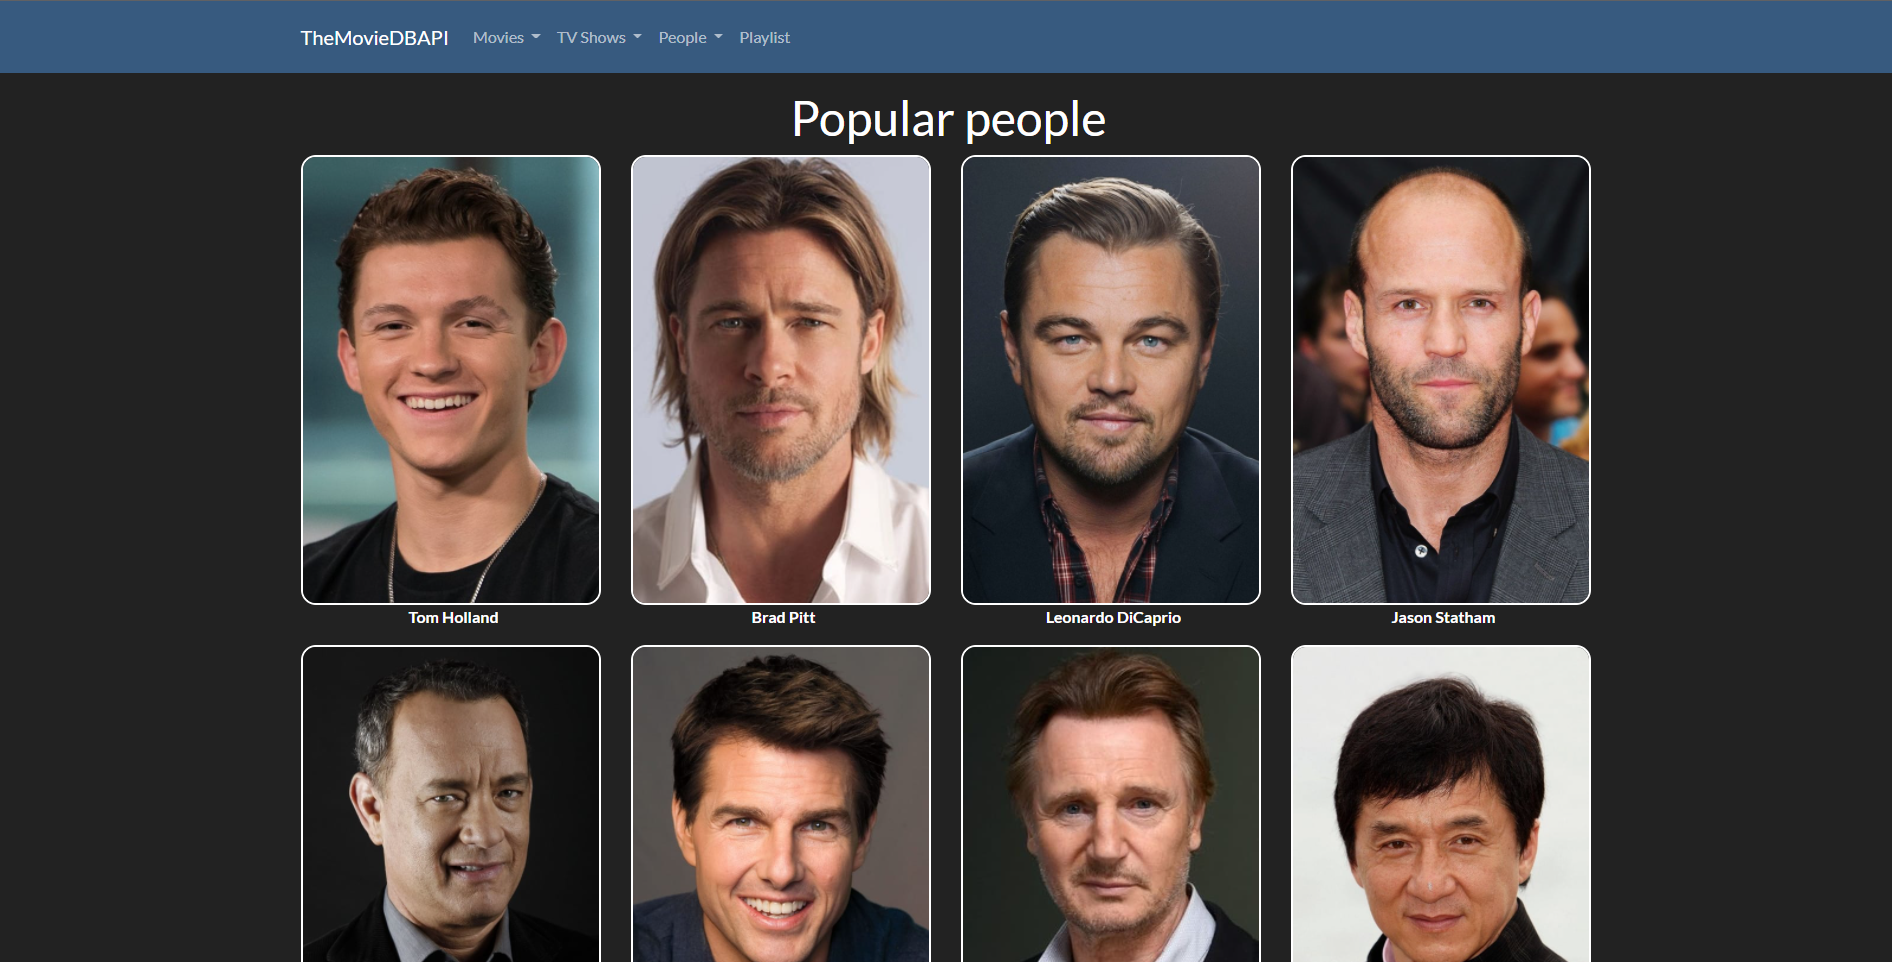 TheMovieDBAPI Movies TV Shows People Playlist
Popular people
Tom Holland Brad Pitt Leonardo DiCaprio Jason Statham